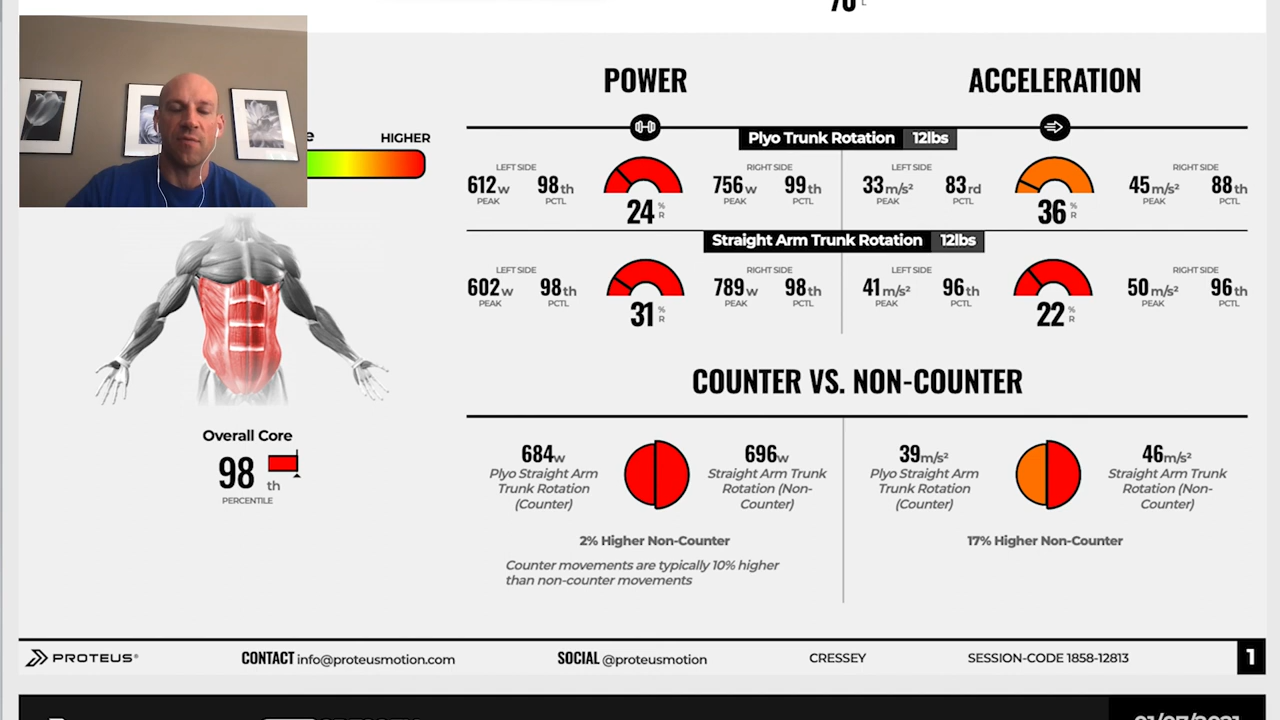 POWER
ACCELERATION
e HIGHER
Plyo Trunk Rotation 12lbs
LEFT SIDE
612w 98th
PEAK PCTL
24 % R
RIGHT SIDE
756w 99th
PEAK PCTL
LEFT SIDE
33m/s² 83rd
PEAK PCTL
36 % R
RIGHT SIDE
45m/s² 88th
PEAK PCTL
Straight Arm Trunk Rotation 12lbs
LEFT SIDE
602w 98th
PEAK PCTL
31 % R
RIGHT SIDE
789w 98th
PEAK PCTL
LEFT SIDE
41m/s² 96th
PEAK PCTL
22 % R
RIGHT SIDE
50m/s² 96th
PEAK PCTL
Overall Core
98 th
PERCENTILE
COUNTER VS. NON-COUNTER
684w
Plyo Straight Arm
Trunk Rotation
(Counter)
696w
Straight Arm Trunk
Rotation (Non-
Counter)
2% Higher Non-Counter
Counter movements are typically 10% higher
than non-counter movements
39m/s²
Plyo Straight Arm
Trunk Rotation
(Counter)
46m/s²
Straight Arm Trunk
Rotation (Non-
Counter)
17% Higher Non-Counter
PROTEUS® CONTACT info@proteusmotion.com SOCIAL @proteusmotion CRESSEY SESSION-CODE 1858-12813 1